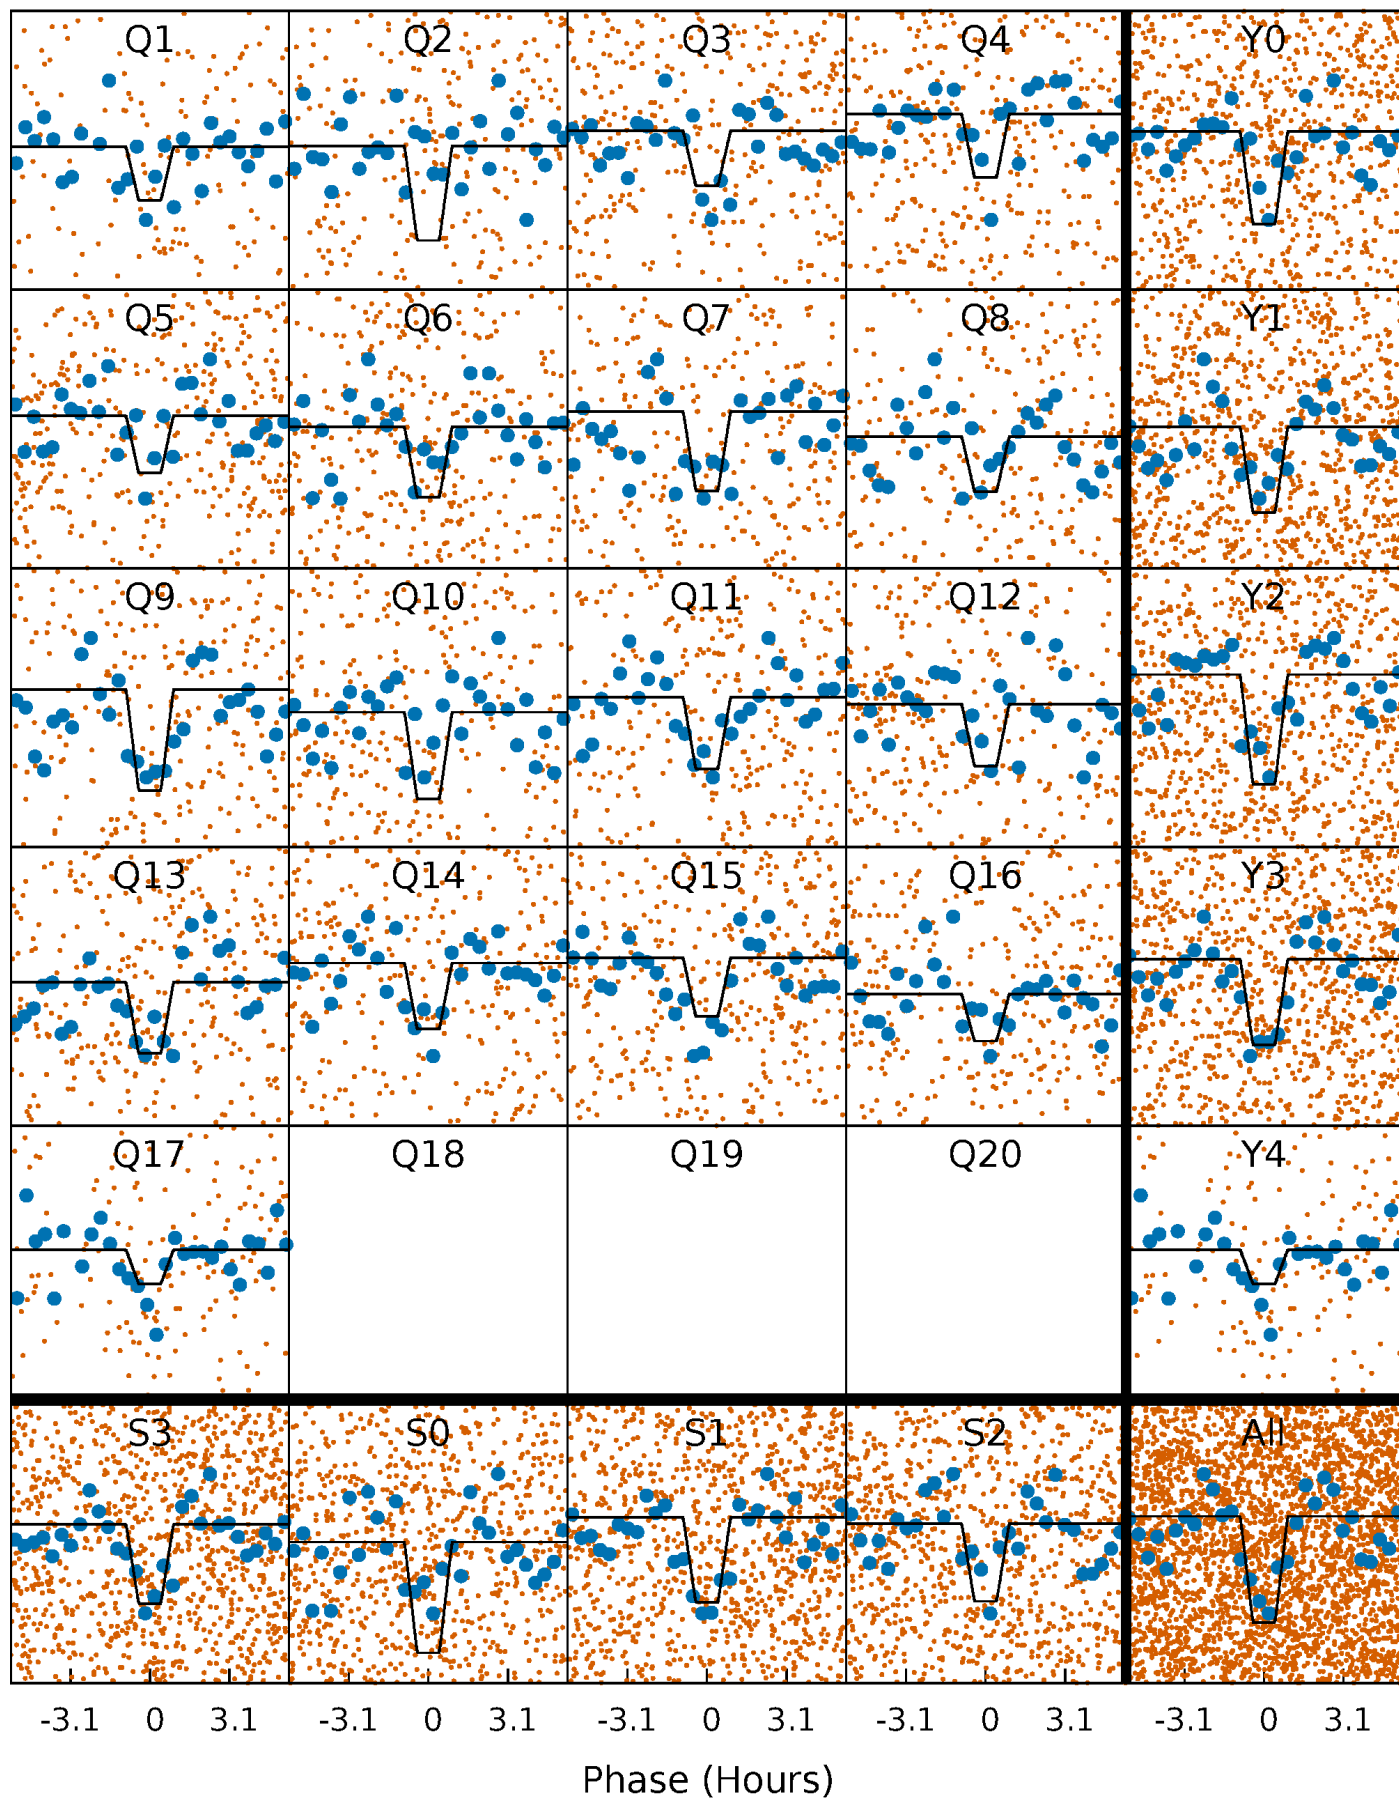 Q1 Q2 Q3 Q4 Y0
Q5 Q6 Q7 Q8 Y1
Q9 Q10 Q11 Q12 Y2
Q13 Q14 Q15 Q16 Y3
Q17 Q18 Q19 Q20 Y4
S3 S0 S1 S2 All
-3.1 0 3.1 -3.1 0 3.1 -3.1 0 3.1 -3.1 0 3.1 -3.1 0 3.1
Phase (Hours)